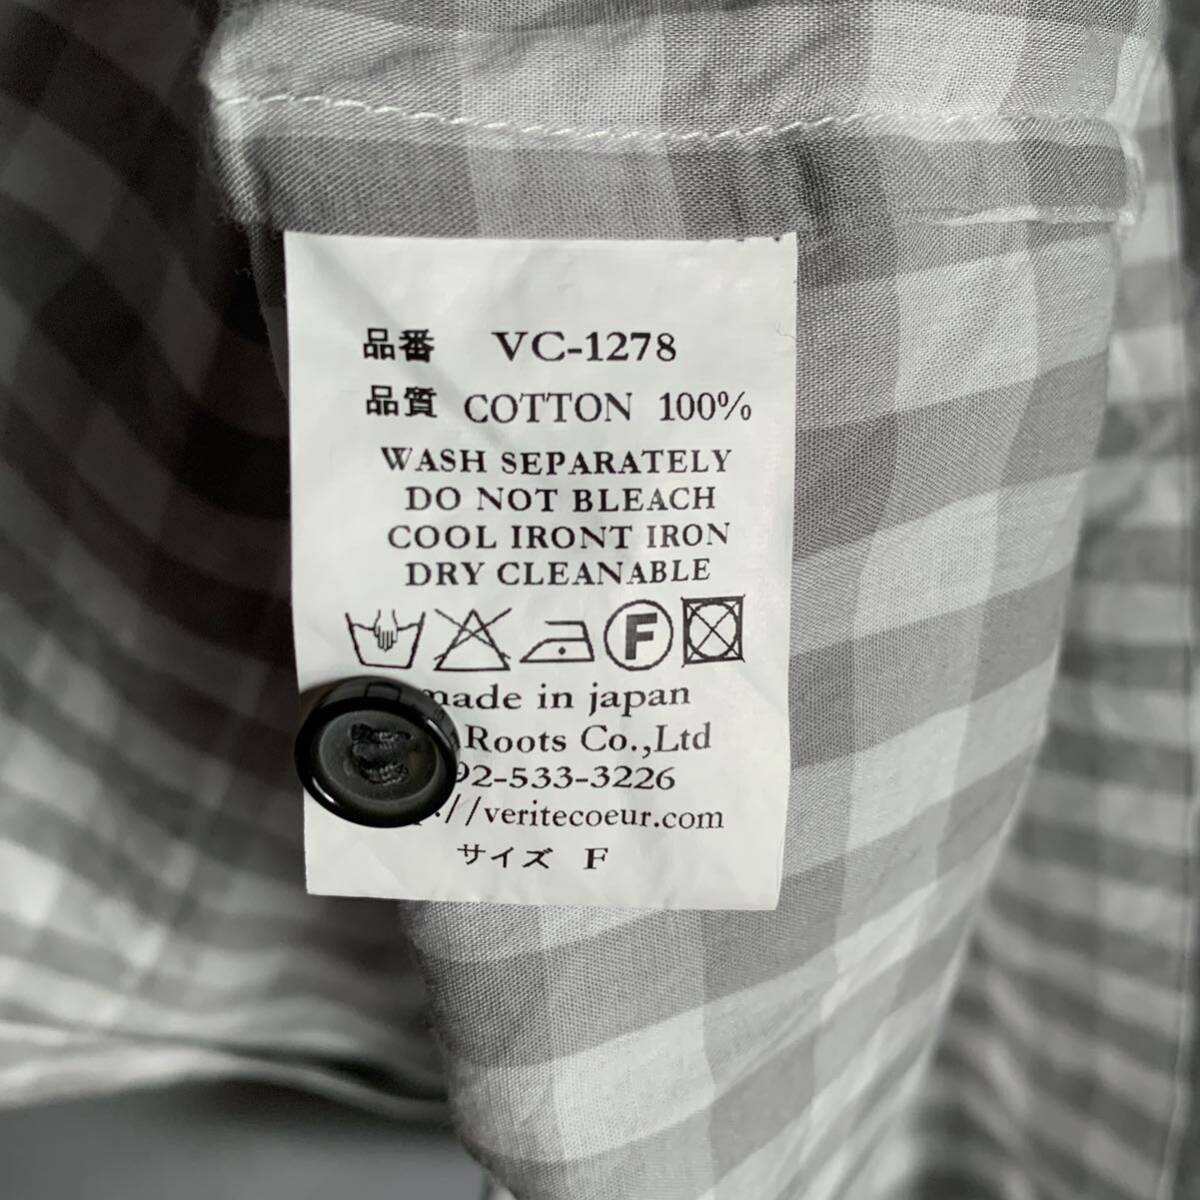 品番 VC-1278
品質 COTTON 100%
WASH SEPARATELY
DO NOT BLEACH
COOL IRONT IRON
DRY CLEANABLE
F
made in japan
Roots Co.,Ltd
92-533-3226
://veritecoeur.com
サイズ F